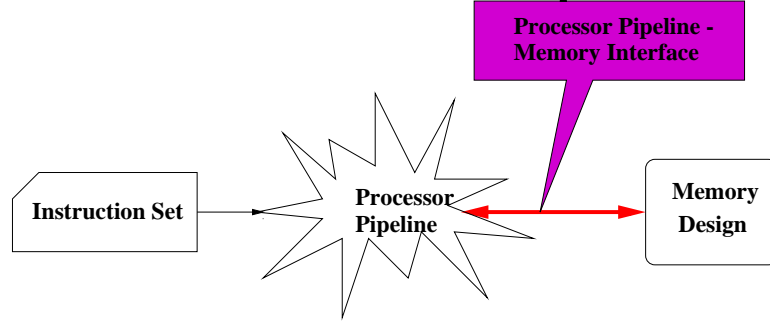 Processor Pipeline -
Memory Interface
Instruction Set
Processor
Pipeline
Memory
Design